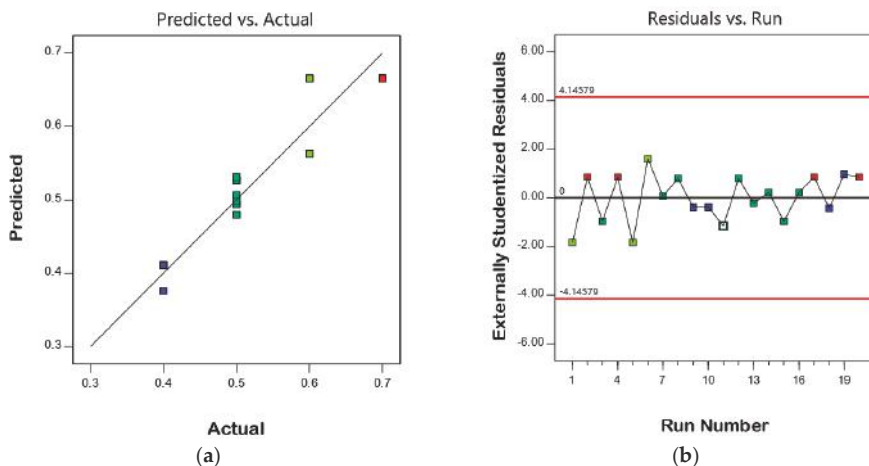 Predicted vs. Actual
Predicted
0.7
0.6
0.5
0.4
0.3
0.3 0.4 0.5 0.6 0.7
Actual
(a)
Residuals vs. Run
Externally Studentized Residuals
6.00
4.00
2.00
0.00
-2.00
-4.00
-6.00
4.14579
0
-4.14579
1 4 7 10 13 16 19
Run Number
(b)